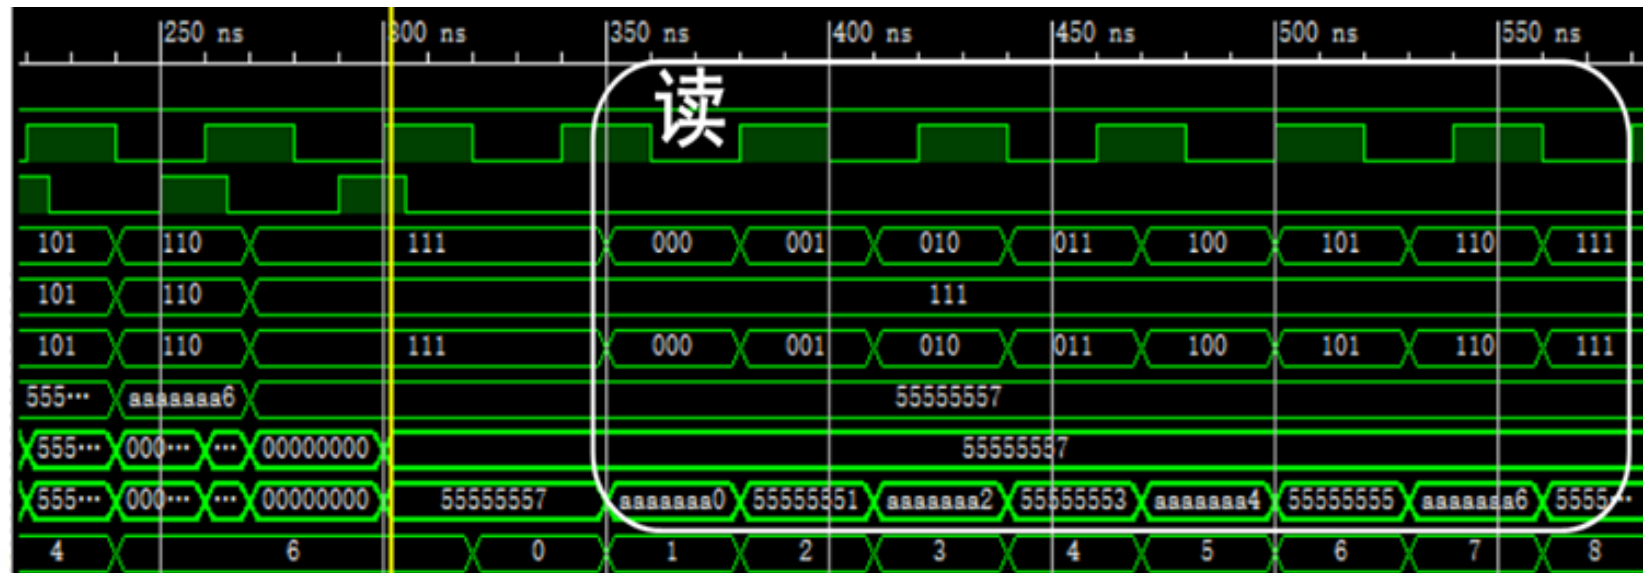 250 ns 300 ns 350 ns 400 ns 450 ns 500 ns 550 ns
读
101 110 111 000 001 010 011 100 101 110 111
101 110 111
101 110 111 000 001 010 011 100 101 110 111
555··· aaaaaaa6 55555557
555··· 000··· ··· 00000000 55555557
555··· 000··· ··· 00000000 55555557 aaaaaaa0 55555551 aaaaaaa2 55555553 aaaaaaa4 55555555 aaaaaaa6 5555···
4 6 0 1 2 3 4 5 6 7 8